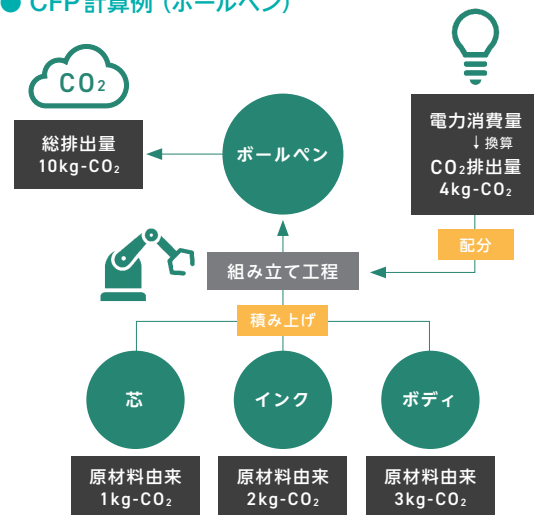 ● CFP計算例(ボールペン)
CO₂
総排出量
10kg-CO₂
ボールペン
電力消費量
↓換算
CO₂排出量
4kg-CO₂
配分
組み立て工程
積み上げ
芯
インク
ボディ
原材料由来
1kg-CO₂
原材料由来
2kg-CO₂
原材料由来
3kg-CO₂